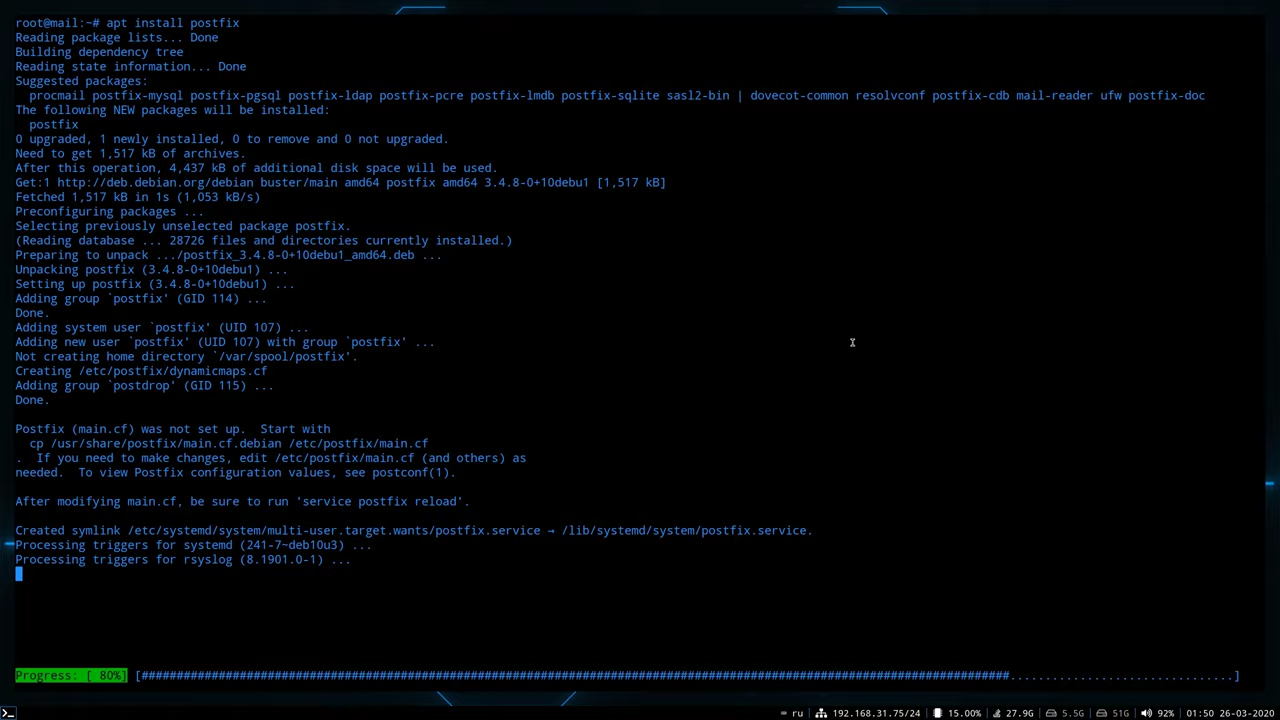 root@mail:~# apt install postfix
Reading package lists... Done
Building dependency tree
Reading state information... Done
Suggested packages:
  procmail postfix-mysql postfix-pgsql postfix-ldap postfix-pcre postfix-lmdb postfix-sqlite sasl2-bin | dovecot-common resolvconf postfix-cdb mail-reader ufw postfix-doc
The following NEW packages will be installed:
  postfix
0 upgraded, 1 newly installed, 0 to remove and 0 not upgraded.
Need to get 1,517 kB of archives.
After this operation, 4,437 kB of additional disk space will be used.
Get:1 http://deb.debian.org/debian buster/main amd64 postfix amd64 3.4.8-0+10debu1 [1,517 kB]
Fetched 1,517 kB in 1s (1,053 kB/s)
Preconfiguring packages ...
Selecting previously unselected package postfix.
(Reading database ... 28726 files and directories currently installed.)
Preparing to unpack .../postfix_3.4.8-0+10debu1_amd64.deb ...
Unpacking postfix (3.4.8-0+10debu1) ...
Setting up postfix (3.4.8-0+10debu1) ...
Adding group `postfix' (GID 114) ...
Done.
Adding system user `postfix' (UID 107) ...
Adding new user `postfix' (UID 107) with group `postfix' ...
Not creating home directory `/var/spool/postfix'.
Creating /etc/postfix/dynamicmaps.cf
Adding group `postdrop' (GID 115) ...
Done.

Postfix (main.cf) was not set up.  Start with
  cp /usr/share/postfix/main.cf.debian /etc/postfix/main.cf
.  If you need to make changes, edit /etc/postfix/main.cf (and others) as
needed.  To view Postfix configuration values, see postconf(1).

After modifying main.cf, be sure to run 'service postfix reload'.

Created symlink /etc/systemd/system/multi-user.target.wants/postfix.service → /lib/systemd/system/postfix.service.
Processing triggers for systemd (241-7~deb10u3) ...
Processing triggers for rsyslog (8.1901.0-1) ...
Progress: [ 80%] [###########################################################################################################################.................................]
ru 192.168.31.75/24 15.00% 27.9G 5.5G 51G 92% 01:50 26-03-2020